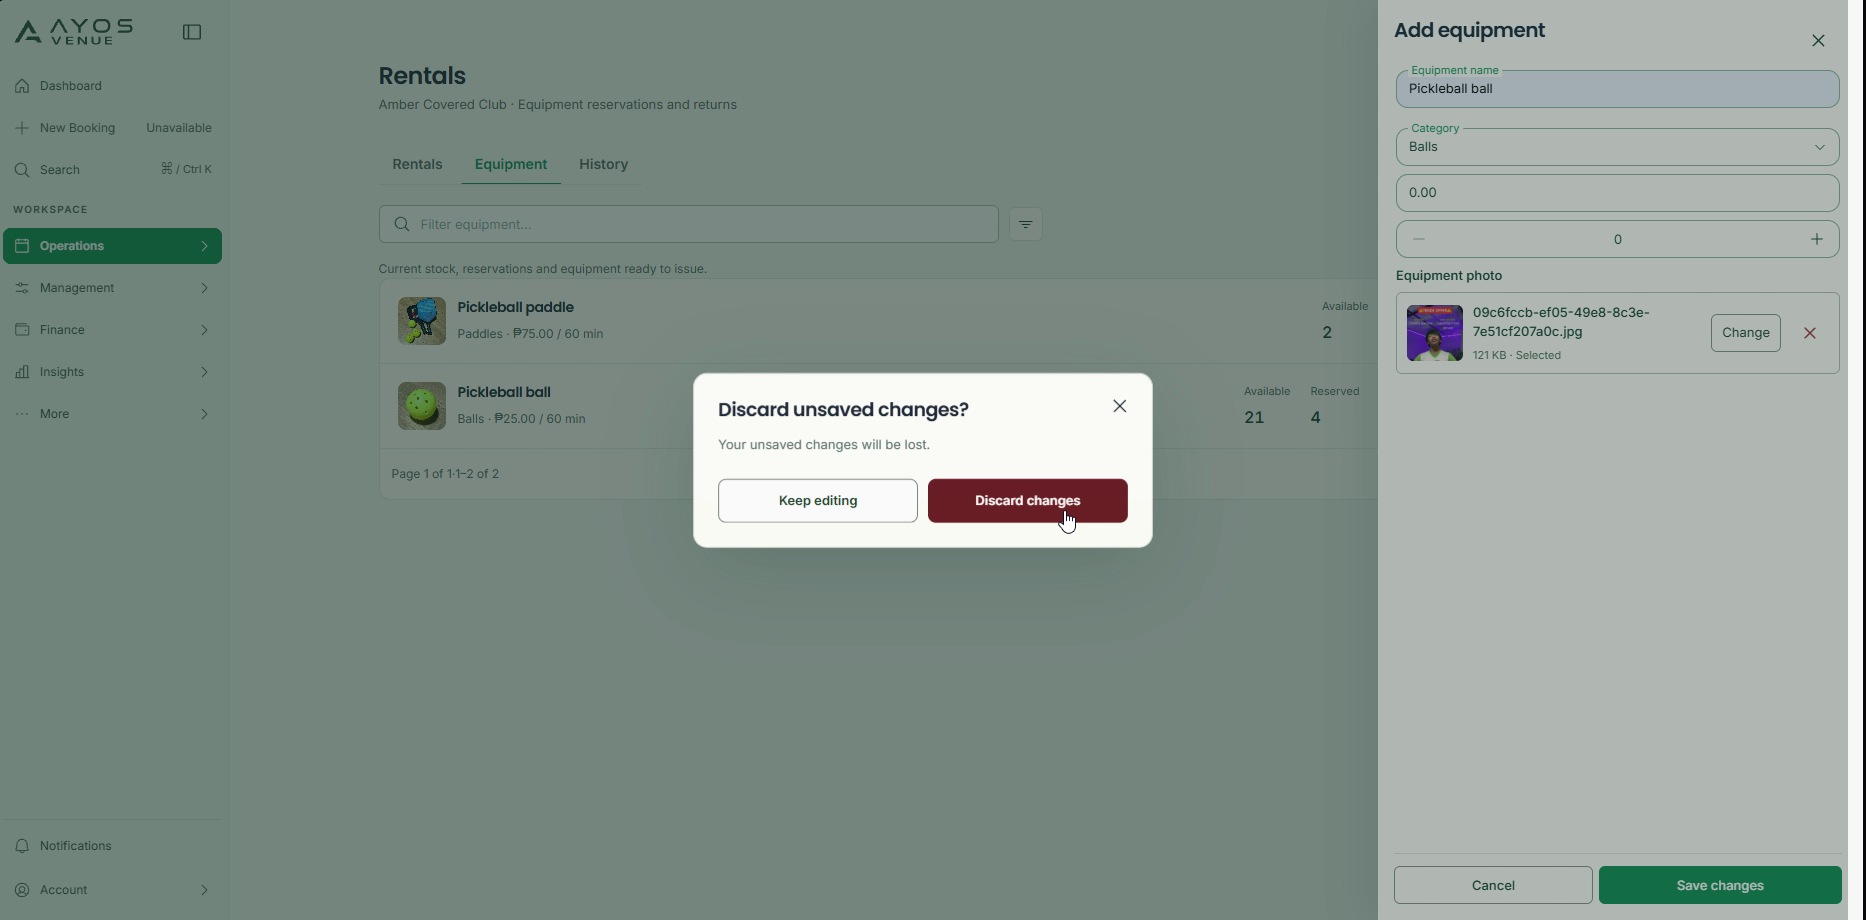 AYOS
VENUE
Dashboard
New Booking Unavailable
Search ⌘ / Ctrl K
WORKSPACE
Operations
Management
Finance
Insights
More
Notifications
Account
Rentals
Amber Covered Club · Equipment reservations and returns
Rentals Equipment History
Filter equipment...
Current stock, reservations and equipment ready to issue.
Pickleball paddle
Paddles · ₱75.00 / 60 min
Available
2
Pickleball ball
Balls · ₱25.00 / 60 min
Available Reserved
21 4
Page 1 of 1·1–2 of 2
Discard unsaved changes?
Your unsaved changes will be lost.
Keep editing Discard changes
Add equipment
Equipment name
Pickleball ball
Category
Balls
0.00
0
Equipment photo
09c6fccb-ef05-49e8-8c3e-
7e51cf207a0c.jpg
121 KB · Selected
Change
Cancel Save changes